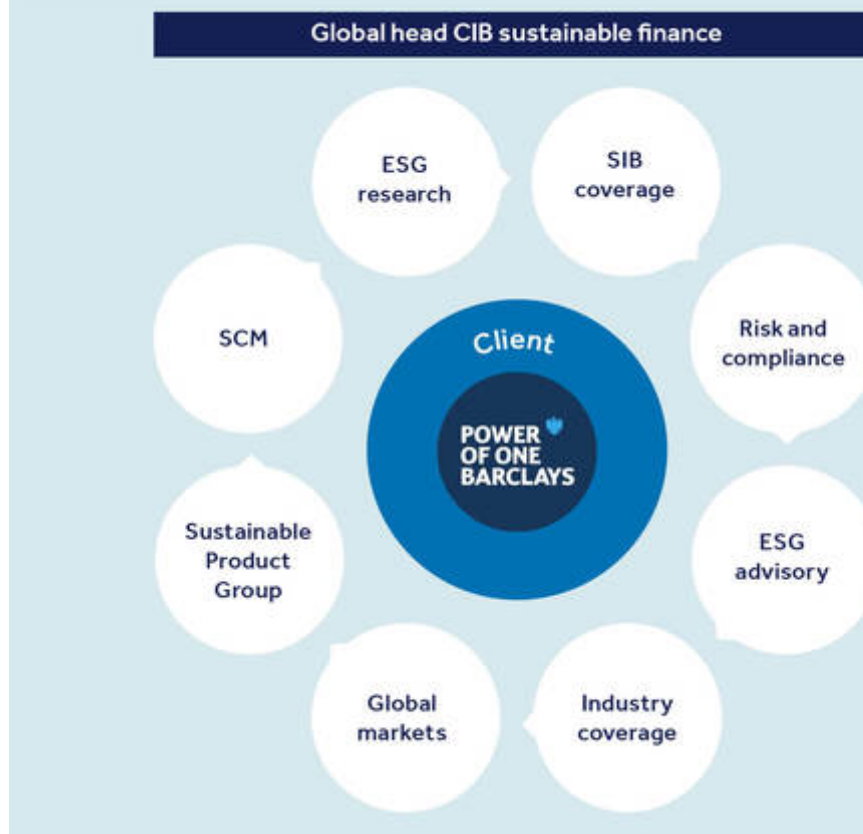 Global head CIB sustainable finance
ESG
research
SIB
coverage
SCM
Client
Risk and
compliance
POWER
OF ONE
BARCLAYS
Sustainable
Product
Group
ESG
advisory
Global
markets
Industry
coverage